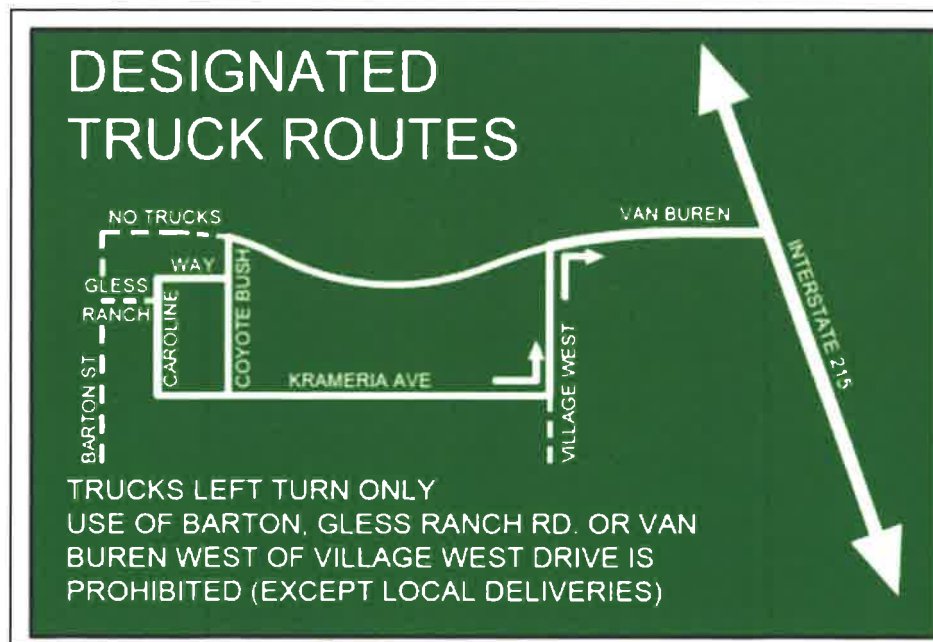 DESIGNATED
TRUCK ROUTES
NO TRUCKS
VAN BUREN
WAY
GLESS
RANCH
CAROLINE
COYOTE BUSH
BARTON ST
KRAMERIA AVE
VILLAGE WEST
INTERSTATE 215
TRUCKS LEFT TURN ONLY
USE OF BARTON, GLESS RANCH RD. OR VAN
BUREN WEST OF VILLAGE WEST DRIVE IS
PROHIBITED (EXCEPT LOCAL DELIVERIES)